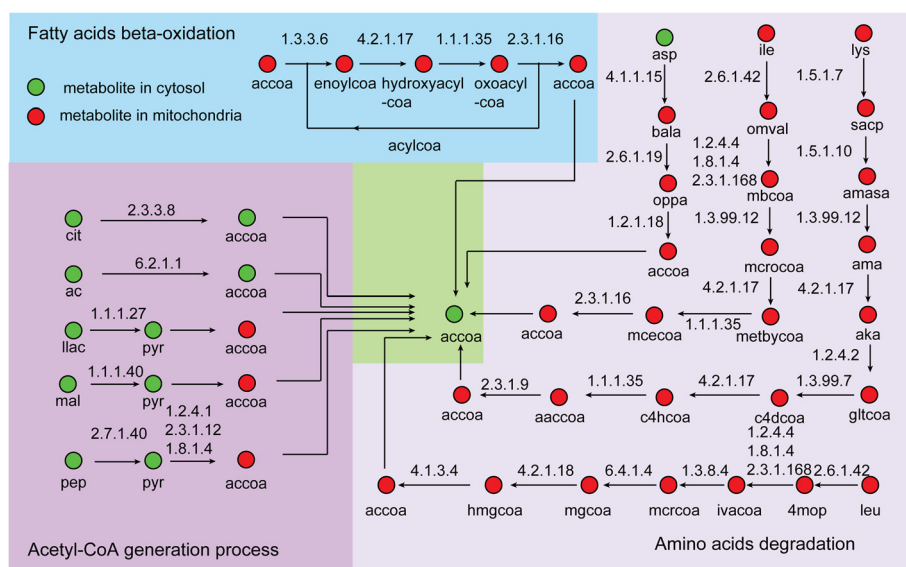 Fatty acids beta-oxidation
metabolite in cytosol
metabolite in mitochondria
1.3.3.6
4.2.1.17
1.1.1.35
2.3.1.16
accoa
enoylcoa
hydroxyacyl
-coa
oxoacyl
-coa
accoa
acylcoa
2.3.3.8
cit
accoa
6.2.1.1
ac
accoa
1.1.1.27
llac
pyr
accoa
1.1.1.40
mal
pyr
accoa
1.2.4.1
2.3.1.12
1.8.1.4
2.7.1.40
pep
pyr
accoa
Acetyl-CoA generation process
accoa
asp
4.1.1.15
bala
2.6.1.19
oppa
1.2.1.18
accoa
ile
2.6.1.42
omval
1.2.4.4
1.8.1.4
2.3.1.168
mbcoa
1.3.99.12
mcrocoa
4.2.1.17
metbycoa
1.1.1.35
mcecoa
2.3.1.16
accoa
lys
1.5.1.7
sacp
1.5.1.10
amasa
1.3.99.12
ama
4.2.1.17
aka
1.2.4.2
gltcoa
1.3.99.7
c4dcoa
4.2.1.17
c4hcoa
1.1.1.35
aaccoa
2.3.1.9
accoa
leu
2.6.1.42
4mop
1.2.4.4
1.8.1.4
2.3.1.168
ivacoa
1.3.8.4
mcrcoa
6.4.1.4
mgcoa
4.2.1.18
hmgcoa
4.1.3.4
accoa
Amino acids degradation